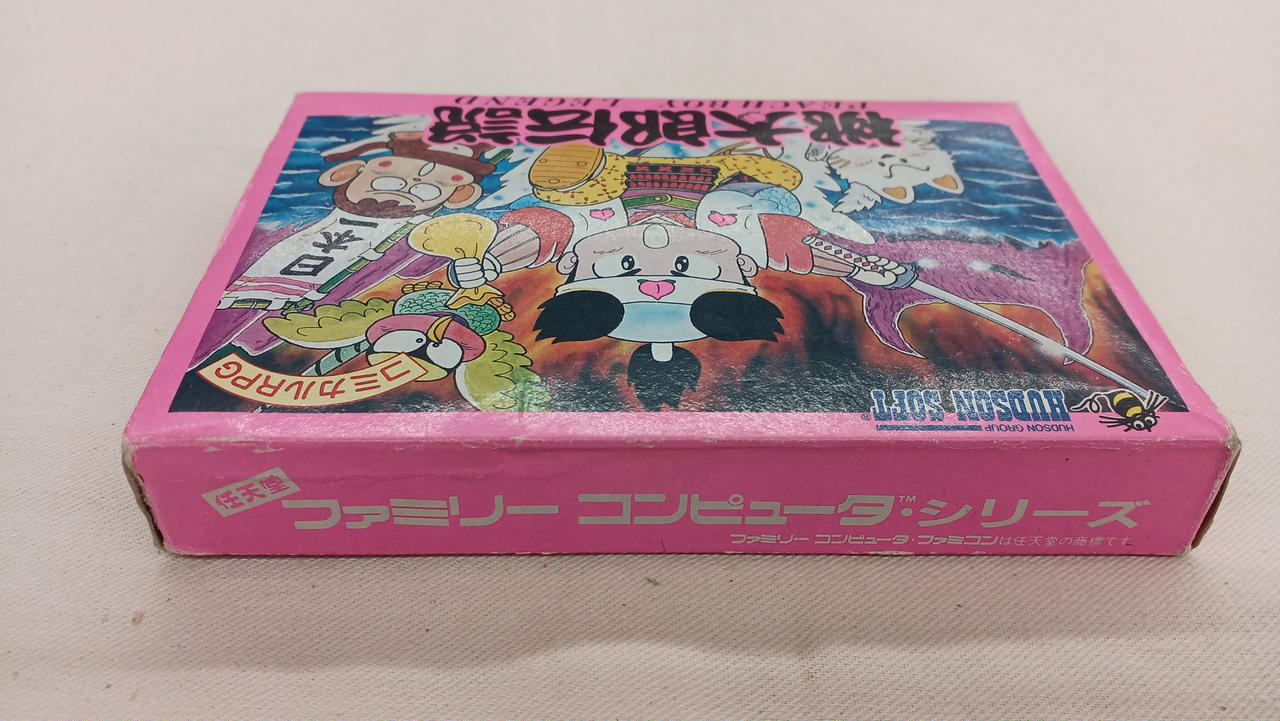 桃太郎伝説
PEACHBOY LEGEND
日本一
コミカルRPG
HUDSON GROUP
HUDSON SOFT®
任天堂
ファミリー コンピュータ™・シリーズ
ファミリー コンピュータ・ファミコンは任天堂の商標です